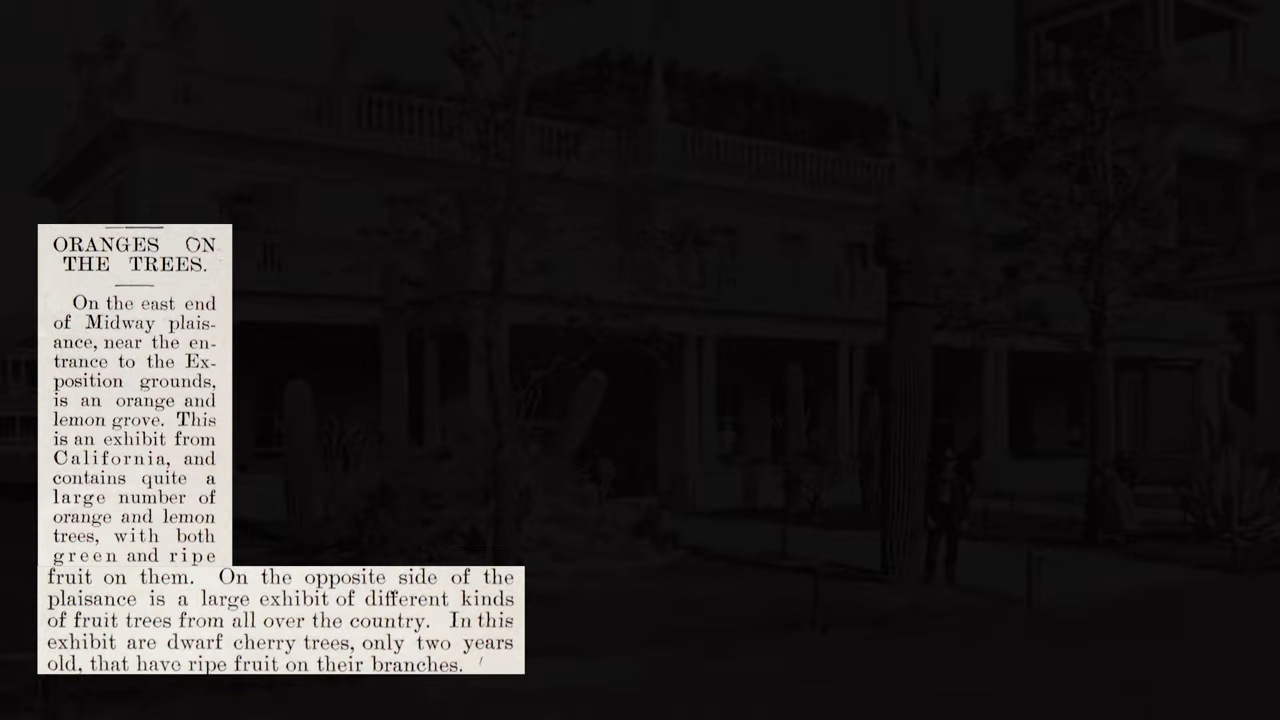 ORANGES ON
THE TREES.
On the east end
of Midway plais-
ance, near the en-
trance to the Ex-
position grounds,
is an orange and
lemon grove. This
is an exhibit from
California, and
contains quite a
large number of
orange and lemon
trees, with both
green and ripe
fruit on them. On the opposite side of the
plaisance is a large exhibit of different kinds
of fruit trees from all over the country. In this
exhibit are dwarf cherry trees, only two years
old, that have ripe fruit on their branches.